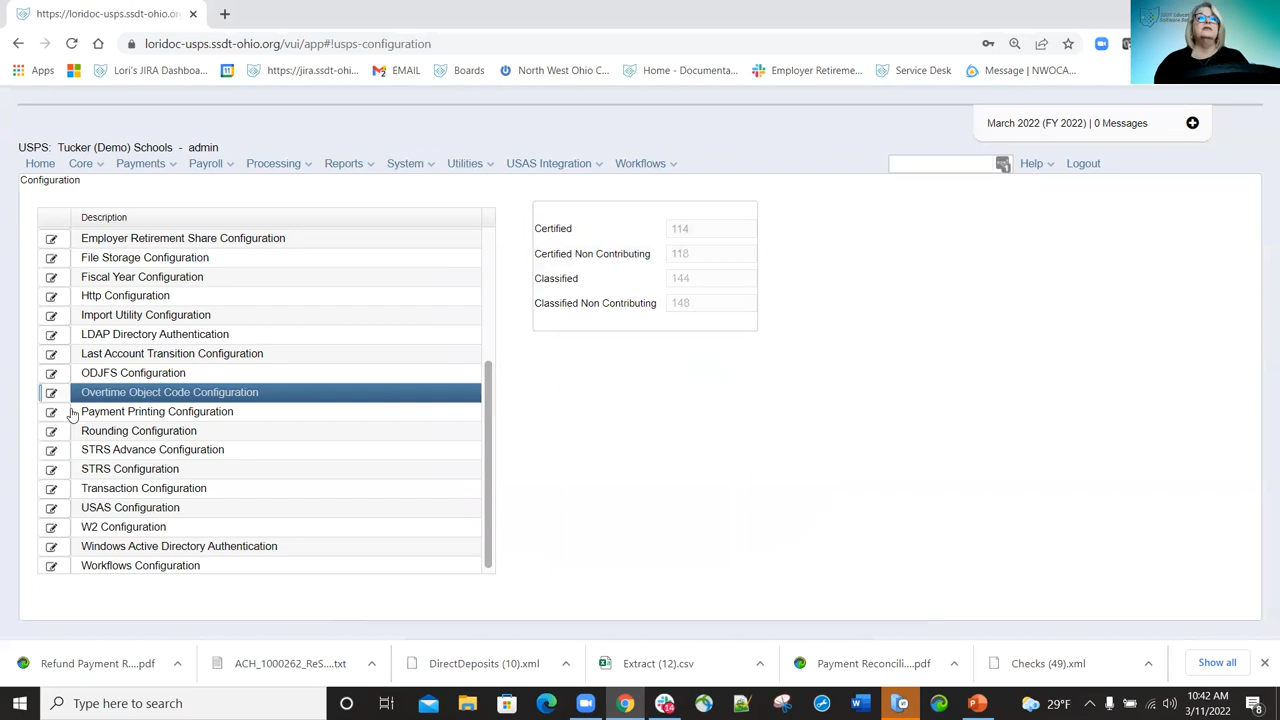 https://loridoc-usps.ssdt-ohio.org/
loridoc-usps.ssdt-ohio.org/vui/app#!usps-configuration
Apps
Lori's JIRA Dashboa...
https://jira.ssdt-ohi...
EMAIL
Boards
North West Ohio C...
Home - Documenta...
Employer Retireme...
Service Desk
Message | NWOCA...
March 2022 (FY 2022) | 0 Messages
USPS: Tucker (Demo) Schools - admin
Home Core Payments Payroll Processing Reports System Utilities USAS Integration Workflows Help Logout
Configuration
Description
Employer Retirement Share Configuration
File Storage Configuration
Fiscal Year Configuration
Http Configuration
Import Utility Configuration
LDAP Directory Authentication
Last Account Transition Configuration
ODJFS Configuration
Overtime Object Code Configuration
Payment Printing Configuration
Rounding Configuration
STRS Advance Configuration
STRS Configuration
Transaction Configuration
USAS Configuration
W2 Configuration
Windows Active Directory Authentication
Workflows Configuration
Certified 114
Certified Non Contributing 118
Classified 144
Classified Non Contributing 148
Refund Payment R....pdf
ACH_1000262_ReS....txt
DirectDeposits (10).xml
Extract (12).csv
Payment Reconcili....pdf
Checks (49).xml
Show all
Type here to search
14
29°F
10:42 AM
3/11/2022
8